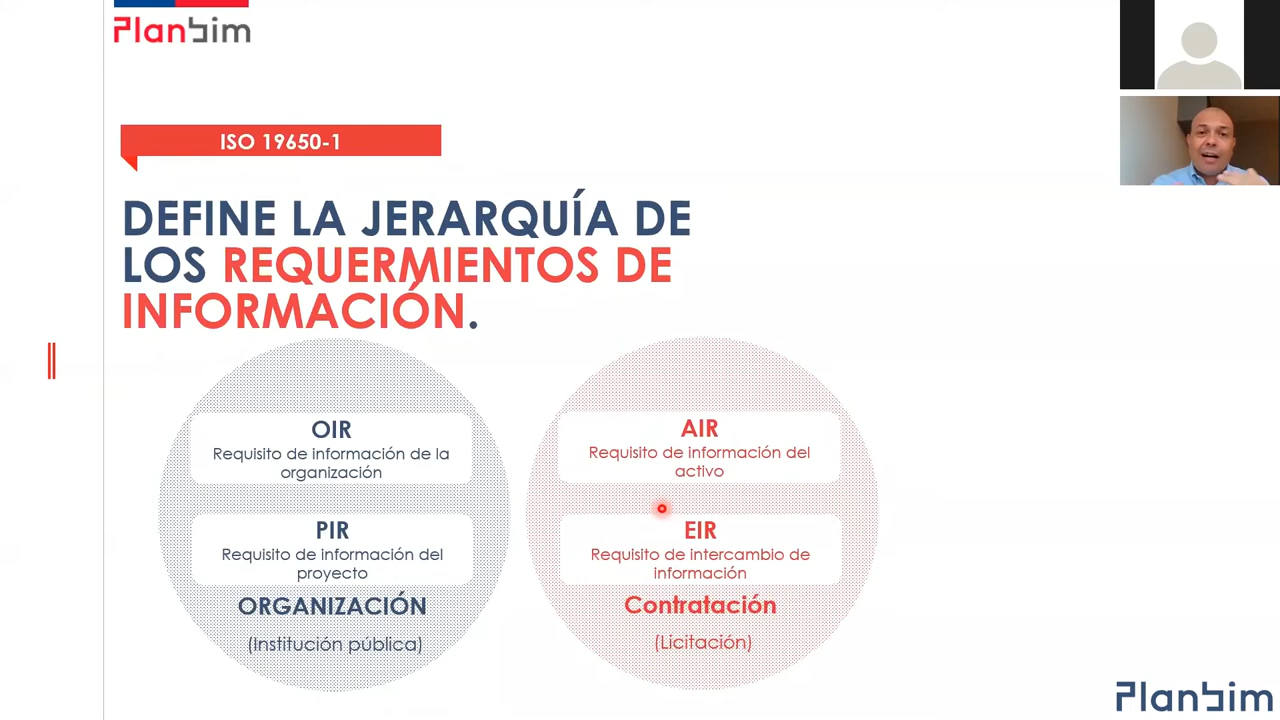 Planbim
ISO 19650-1
DEFINE LA JERARQUÍA DE
LOS REQUERMIENTOS DE
INFORMACIÓN.
OIR
Requisito de información de la
organización
PIR
Requisito de información del
proyecto
ORGANIZACIÓN
(Institución pública)
AIR
Requisito de información del
activo
EIR
Requisito de intercambio de
información
Contratación
(Licitación)
Planbim